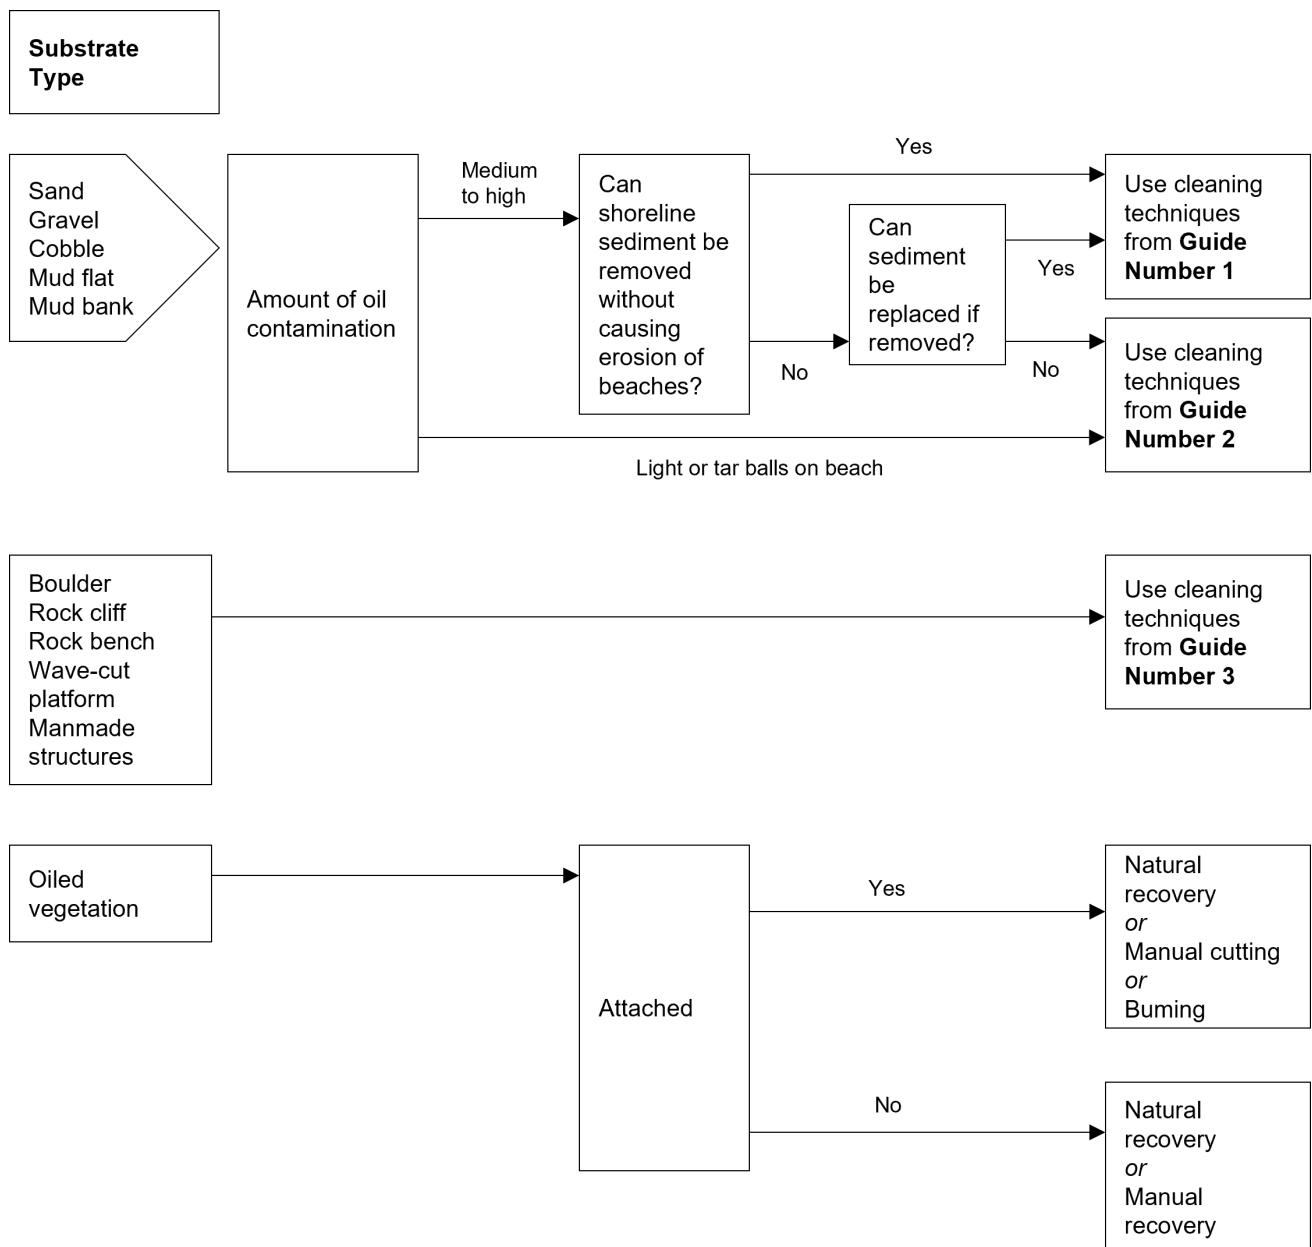 Substrate
Type
Sand
Gravel
Cobble
Mud flat
Mud bank
Amount of oil
contamination
Medium
to high
Can
shoreline
sediment be
removed
without
causing
erosion of
beaches?
Yes
No
Can
sediment
be
replaced if
removed?
Yes
No
Light or tar balls on beach
Use cleaning
techniques
from Guide
Number 1
Use cleaning
techniques
from Guide
Number 2
Boulder
Rock cliff
Rock bench
Wave-cut
platform
Manmade
structures
Use cleaning
techniques
from Guide
Number 3
Oiled
vegetation
Attached
Yes
Natural
recovery
or
Manual cutting
or
Buming
No
Natural
recovery
or
Manual
recovery